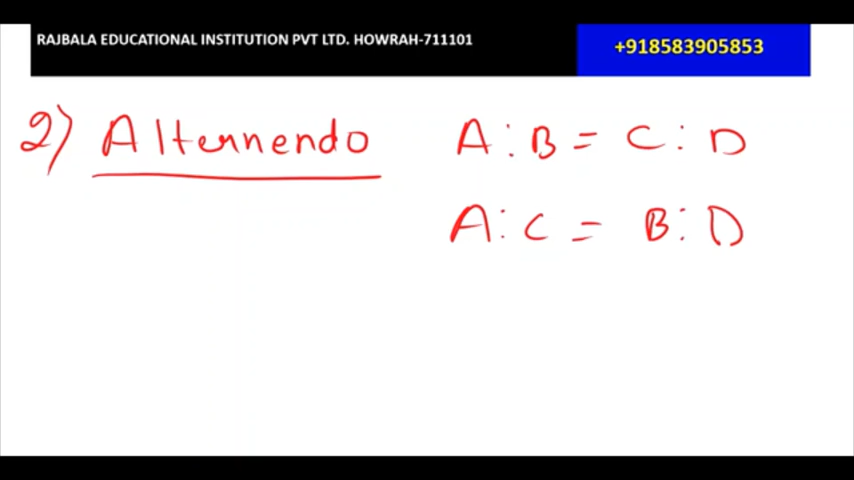 RAJBALA EDUCATIONAL INSTITUTION PVT LTD. HOWRAH-711101
+918583905853
2) Alternendo A : B = C : D
A : C = B : D